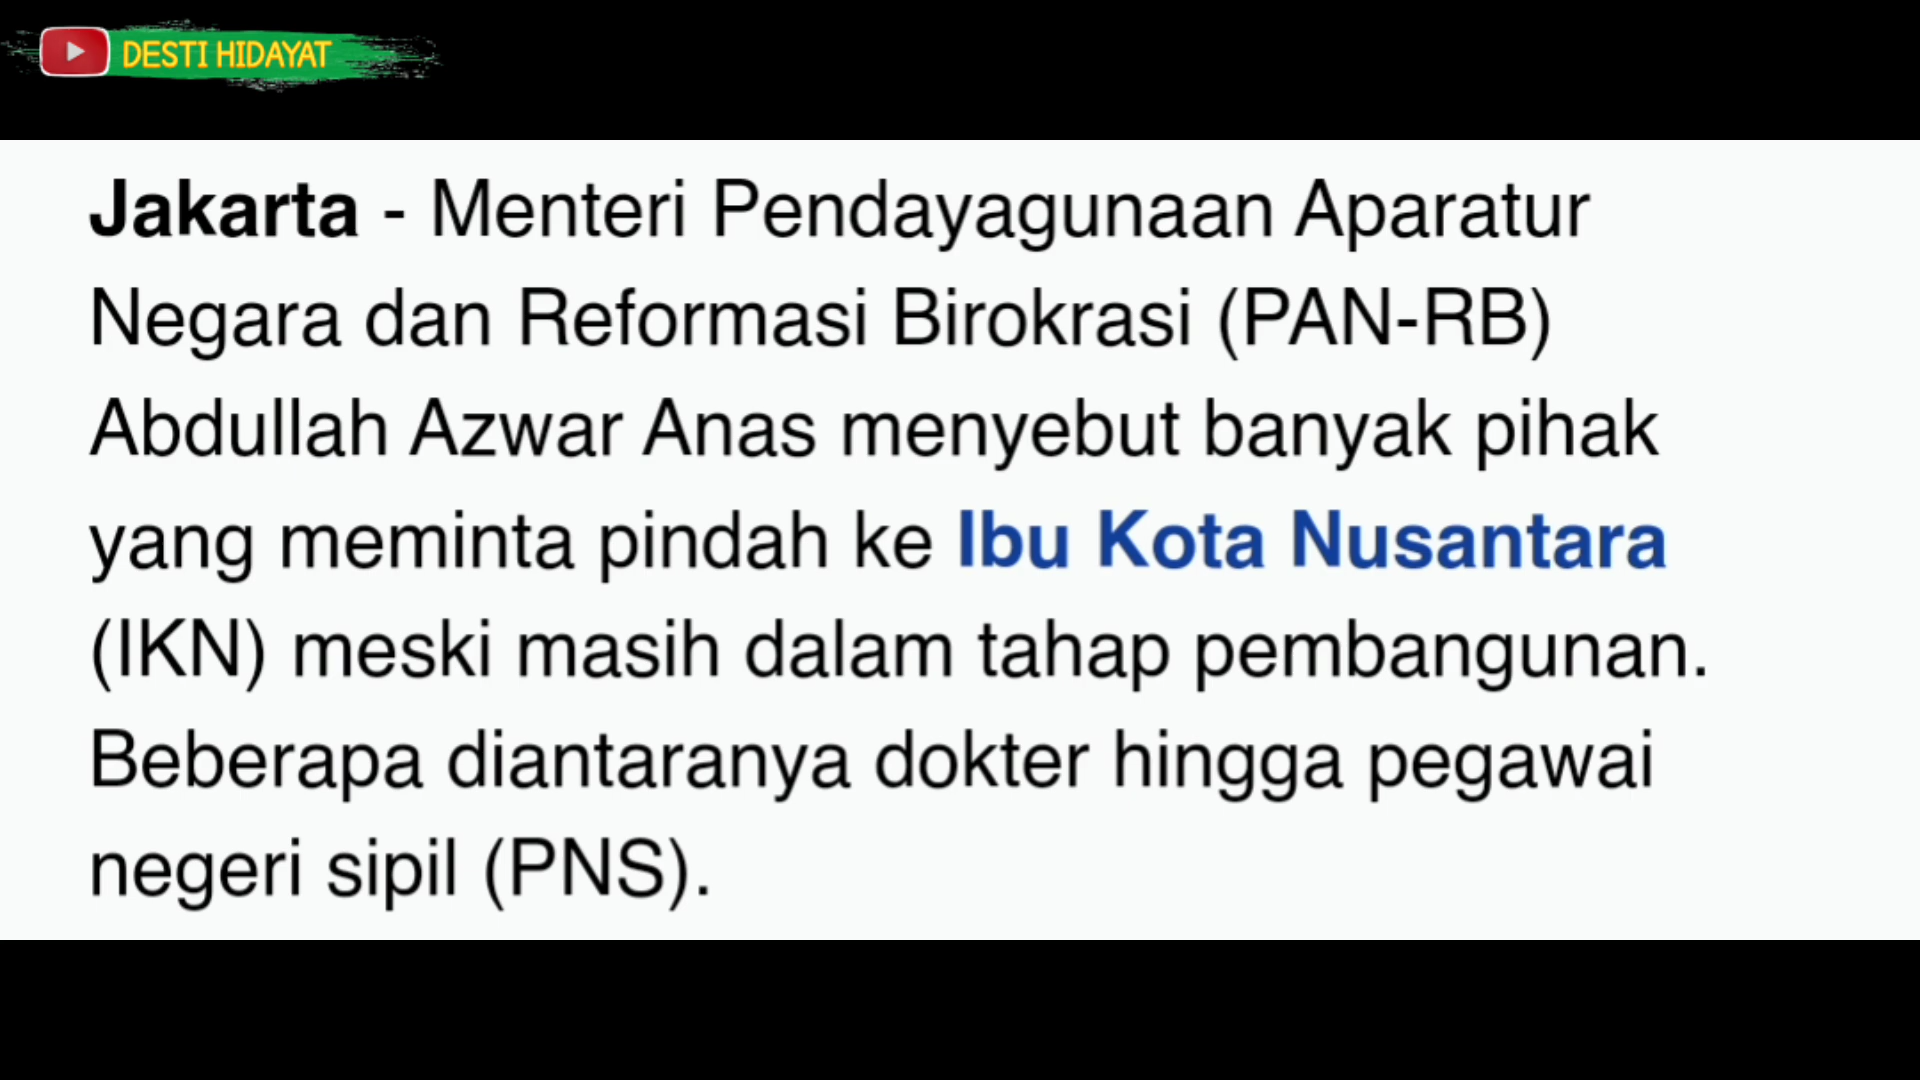 DESTI HIDAYAT
Jakarta - Menteri Pendayagunaan Aparatur
Negara dan Reformasi Birokrasi (PAN-RB)
Abdullah Azwar Anas menyebut banyak pihak
yang meminta pindah ke Ibu Kota Nusantara
(IKN) meski masih dalam tahap pembangunan.
Beberapa diantaranya dokter hingga pegawai
negeri sipil (PNS).